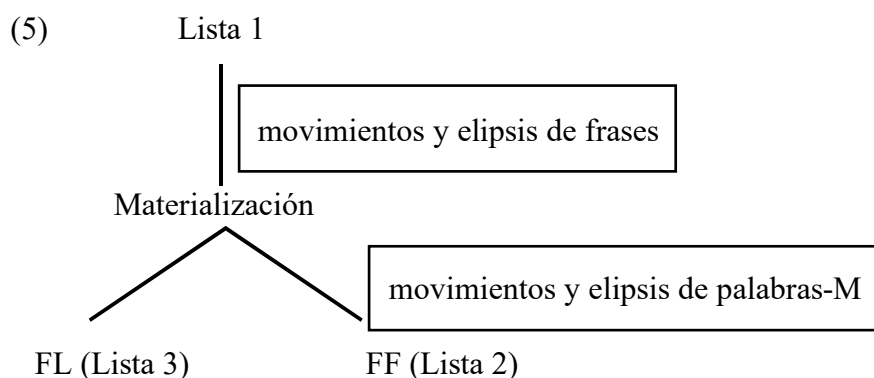 (5) Lista 1
movimientos y elipsis de frases
Materialización
movimientos y elipsis de palabras-M
FL (Lista 3) FF (Lista 2)